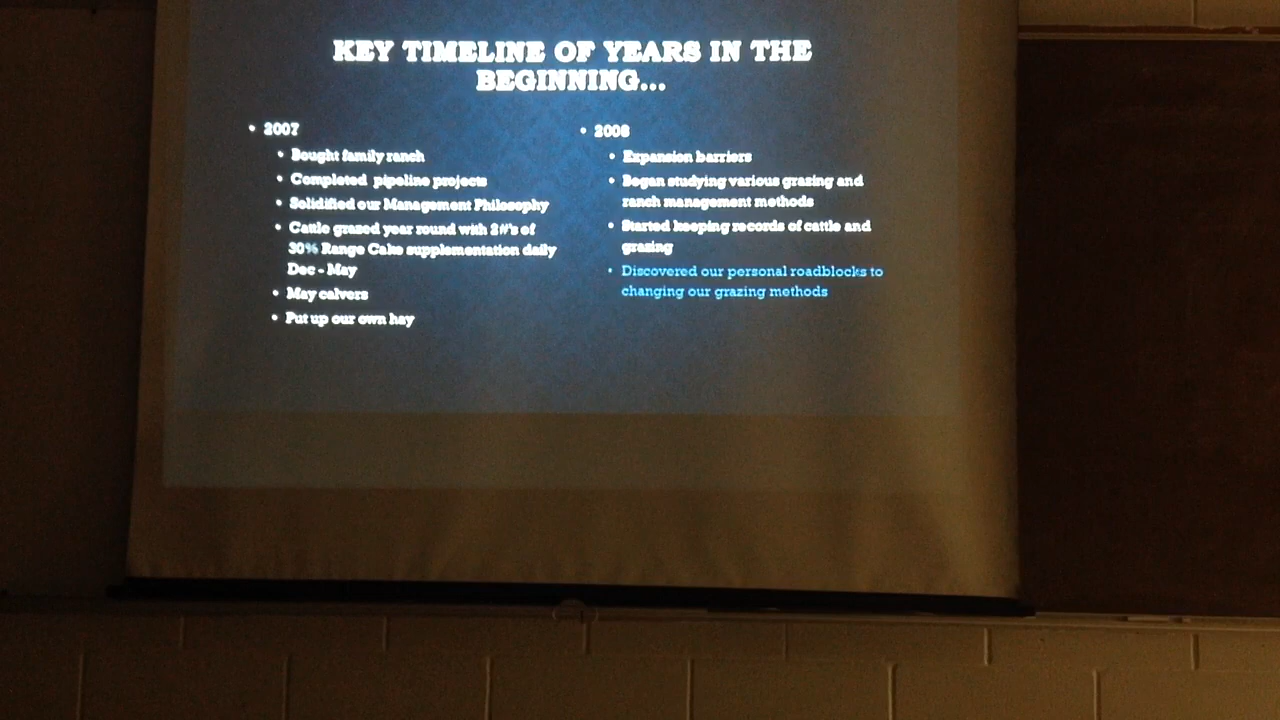 KEY TIMELINE OF YEARS IN THE
BEGINNING...
• 2007
• Bought family ranch
• Completed pipeline projects
• Solidified our Management Philosophy
• Cattle grazed year round with 2#'s of
30% Range Cake supplementation daily
Dec - May
• May calvers
• Put up our own hay
• 2008
• Expansion barriers
• Began studying various grazing and
ranch management methods
• Started keeping records of cattle and
grazing
• Discovered our personal roadblocks to
changing our grazing methods